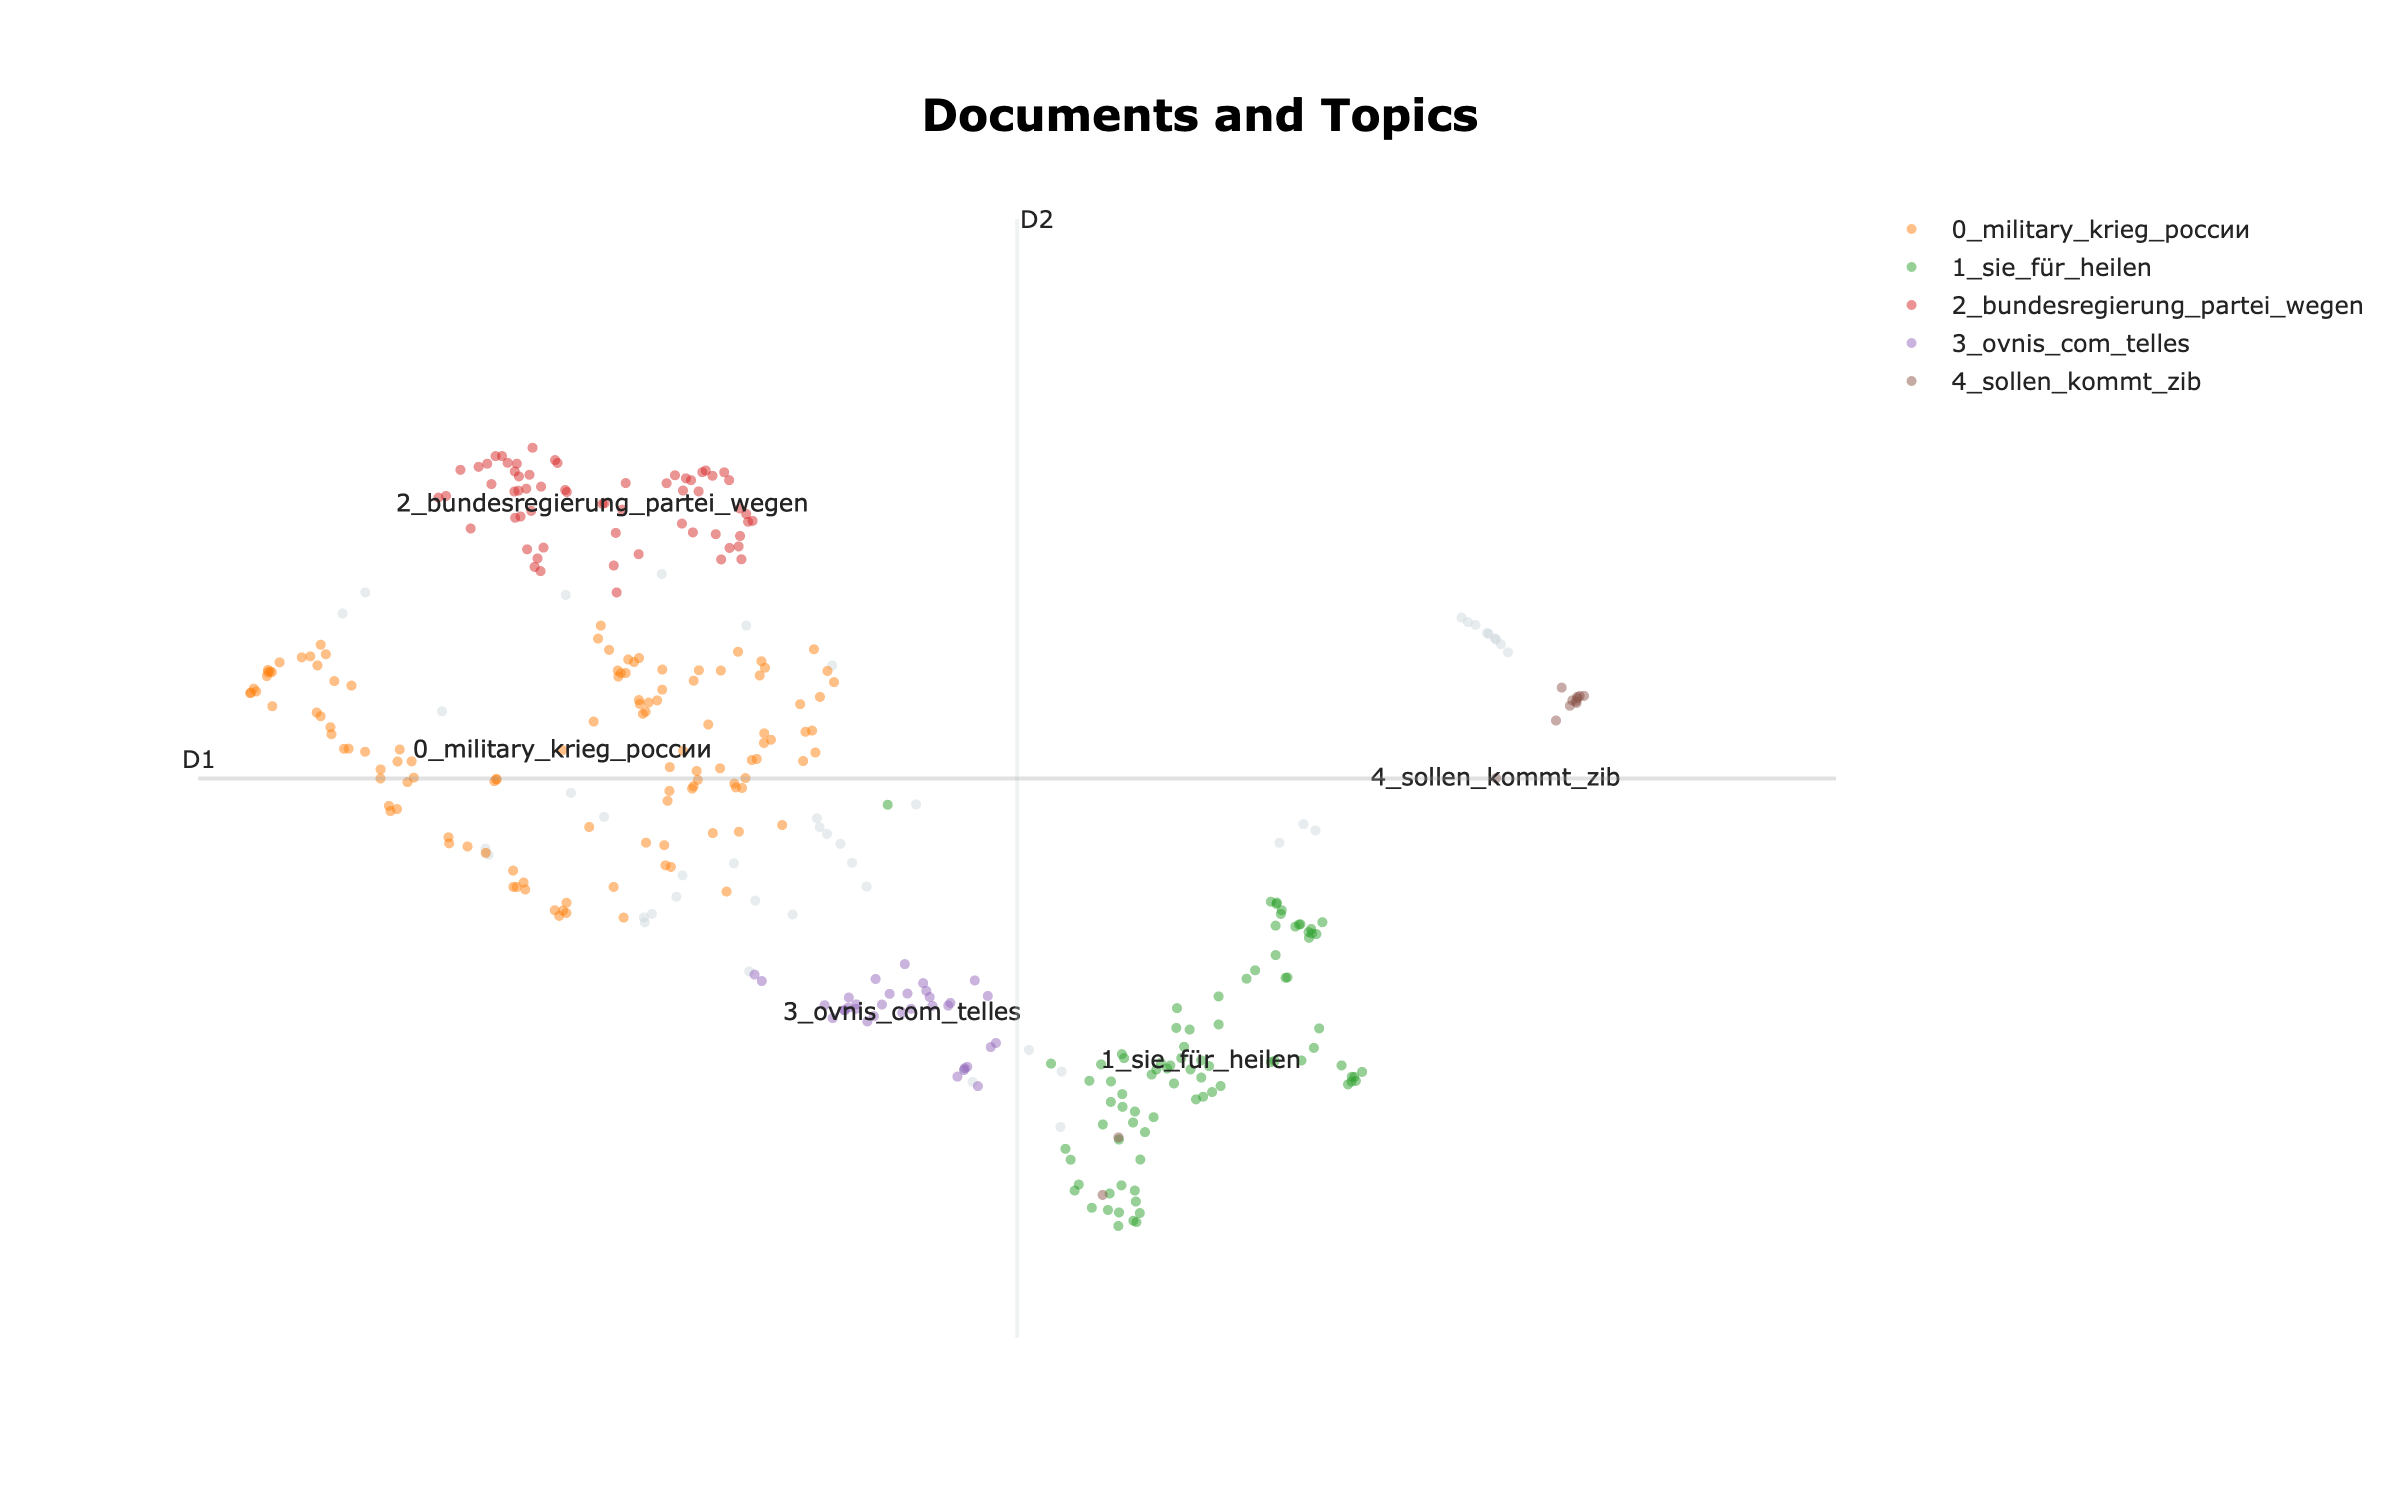 Documents and Topics
D2
0_military_krieg_россии
1_sie_für_heilen
2_bundesregierung_partei_wegen
3_ovnis_com_telles
4_sollen_kommt_zib
2_bundesregierung_partei_wegen
0_military_krieg_россии
D1
4_sollen_kommt_zib
3_ovnis_com_telles
1_sie_für_heilen